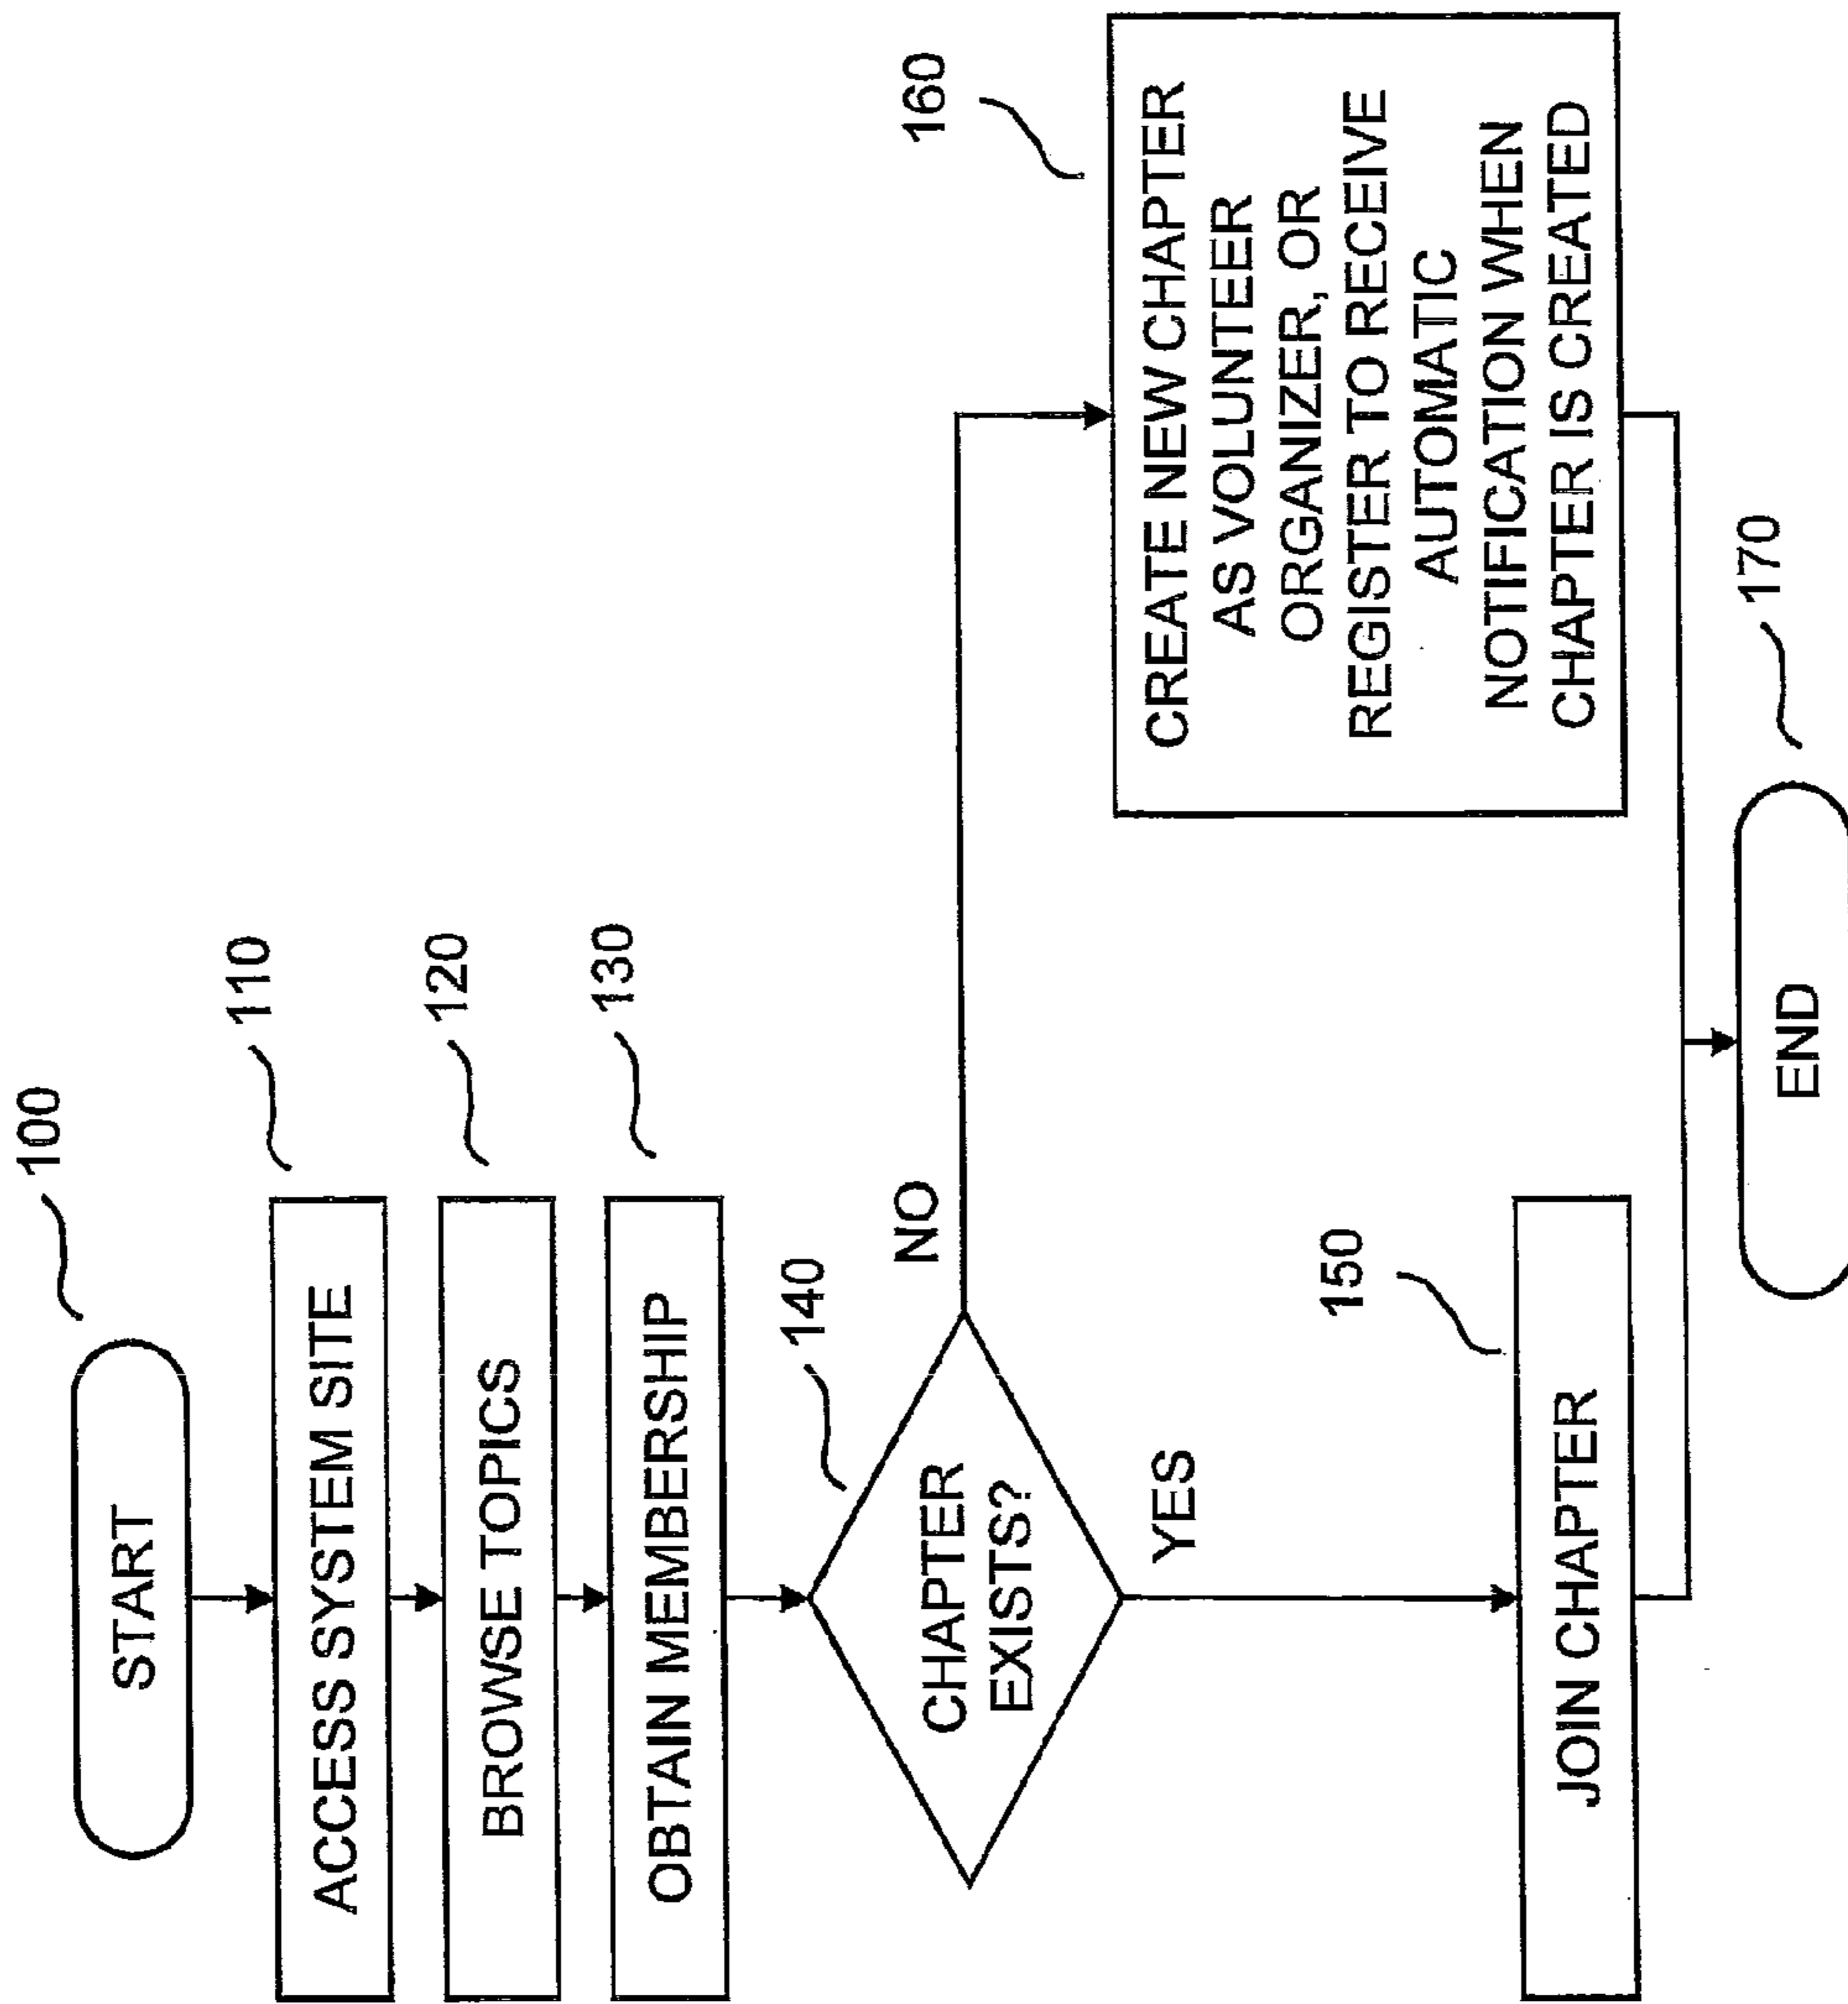 START
100
ACCESS SYSTEM SITE
110
BROWSE TOPICS
120
OBTAIN MEMBERSHIP
130
140
CHAPTER
EXISTS?
NO
YES
160
CREATE NEW CHAPTER
AS VOLUNTEER
ORGANIZER, OR
REGISTER TO RECEIVE
AUTOMATIC
NOTIFICATION WHEN
CHAPTER IS CREATED
150
JOIN CHAPTER
170
END